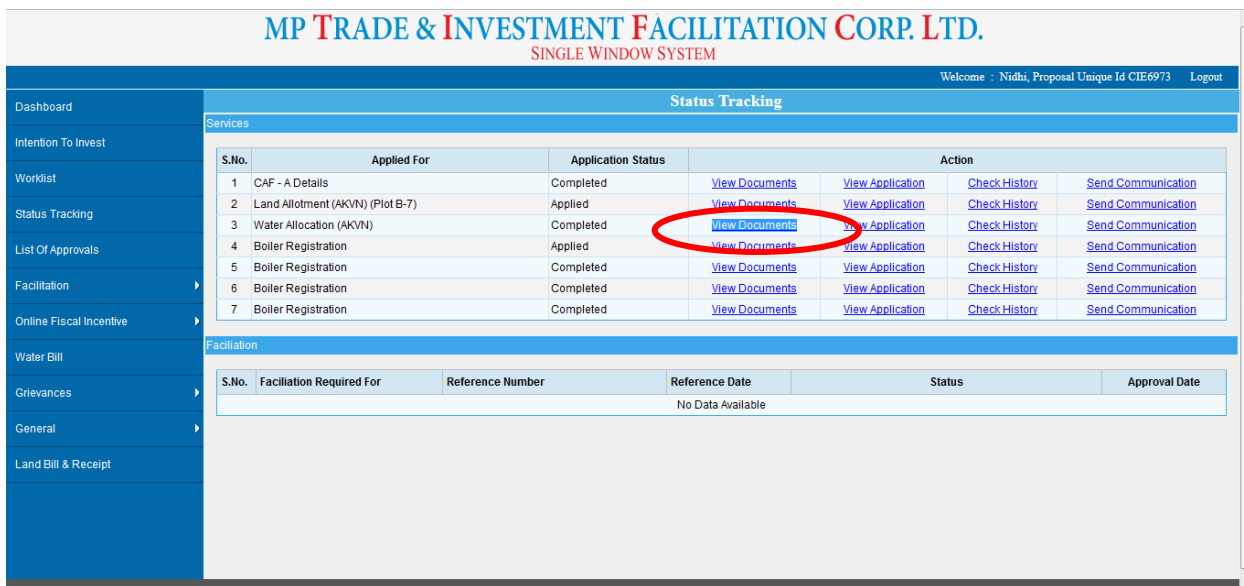 MP TRADE & INVESTMENT FACILITATION CORP. LTD.
SINGLE WINDOW SYSTEM
Welcome : Nidhi, Proposal Unique Id CIE6973 Logout
Dashboard
Intention To Invest
Worklist
Status Tracking
List Of Approvals
Facilitation
Online Fiscal Incentive
Water Bill
Grievances
General
Land Bill & Receipt
Status Tracking
Services
S.No. Applied For Application Status Action
1 CAF - A Details Completed View Documents View Application Check History Send Communication
2 Land Allotment (AKVN) (Plot B-7) Applied View Documents View Application Check History Send Communication
3 Water Allocation (AKVN) Completed View Documents View Application Check History Send Communication
4 Boiler Registration Applied View Documents View Application Check History Send Communication
5 Boiler Registration Completed View Documents View Application Check History Send Communication
6 Boiler Registration Completed View Documents View Application Check History Send Communication
7 Boiler Registration Completed View Documents View Application Check History Send Communication
Faciliation
S.No. Faciliation Required For Reference Number Reference Date Status Approval Date
No Data Available